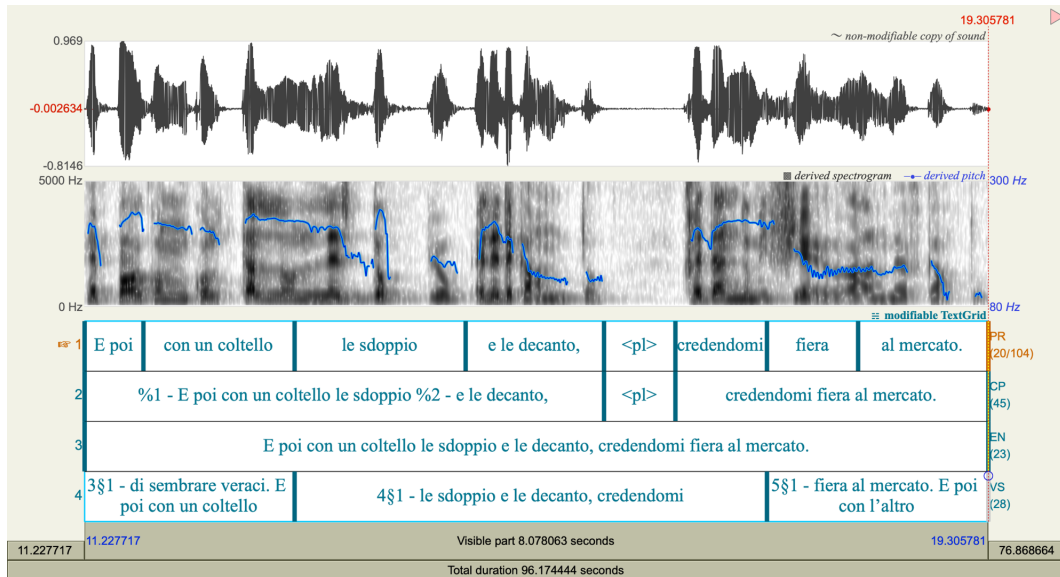 19.305781
0.969
〜 non-modifiable copy of sound
-0.002634
-0.8146
5000 Hz
derived spectrogram
derived pitch
300 Hz
0 Hz
80 Hz
modifiable TextGrid
1
E poi
con un coltello
le sdoppio
e le decanto,
<pl>
credendomi
fiera
al mercato.
PR
(20/104)
2
%1 - E poi con un coltello le sdoppio %2 - e le decanto,
<pl>
credendomi fiera al mercato.
CP
(45)
3
E poi con un coltello le sdoppio e le decanto, credendomi fiera al mercato.
EN
(23)
4
3§1 - di sembrare veraci. E
poi con un coltello
4§1 - le sdoppio e le decanto, credendomi
5§1 - fiera al mercato. E poi
con l’altro
VS
(28)
11.227717
11.227717
Visible part 8.078063 seconds
19.305781
76.868664
Total duration 96.174444 seconds